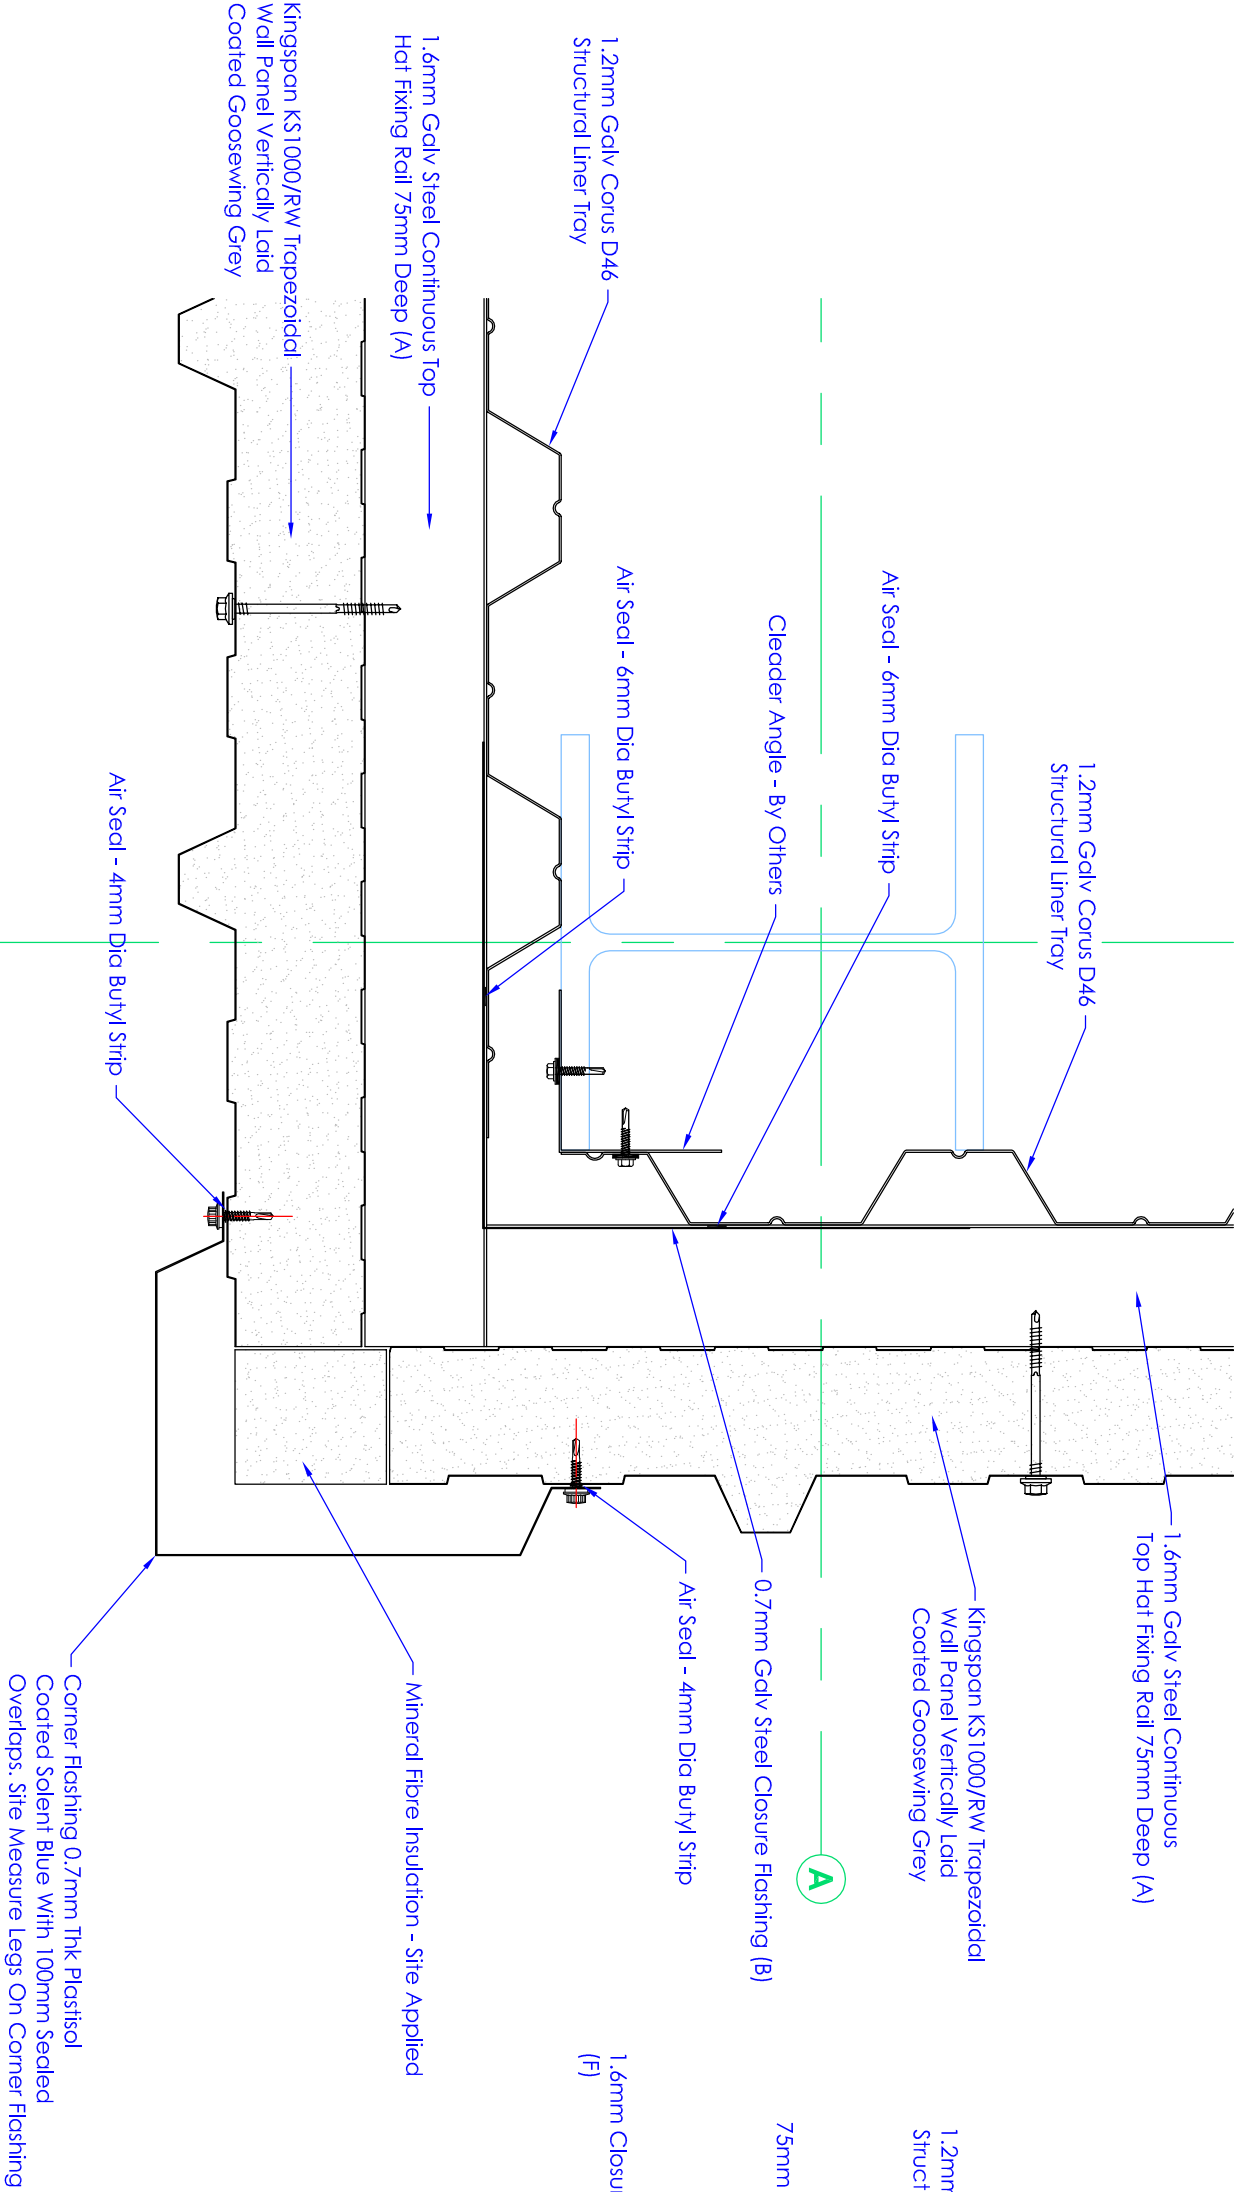 1.2mm Galv Corus D46
Structural Liner Tray
1.6mm Galv Steel Continuous Top
Hat Fixing Rail 75mm Deep (A)
Kingspan KS1000/RW Trapezoidal
Wall Panel Vertically Laid
Coated Goosewing Grey
Air Seal - 6mm Dia Butyl Strip
Cleader Angle - By Others
Air Seal - 6mm Dia Butyl Strip
1.2mm Galv Corus D46
Structural Liner Tray
Air Seal - 4mm Dia Butyl Strip
1.6mm Galv Steel Continuous
Top Hat Fixing Rail 75mm Deep (A)
Kingspan KS1000/RW Trapezoidal
Wall Panel Vertically Laid
Coated Goosewing Grey
A
0.7mm Galv Steel Closure Flashing (B)
Air Seal - 4mm Dia Butyl Strip
Mineral Fibre Insulation - Site Applied
Corner Flashing 0.7mm Thk Plastisol
Coated Solent Blue With 100mm Sealed
Overlaps. Site Measure Legs On Corner Flashing
1.2mm
Struct
75mm
1.6mm Closu
(F)